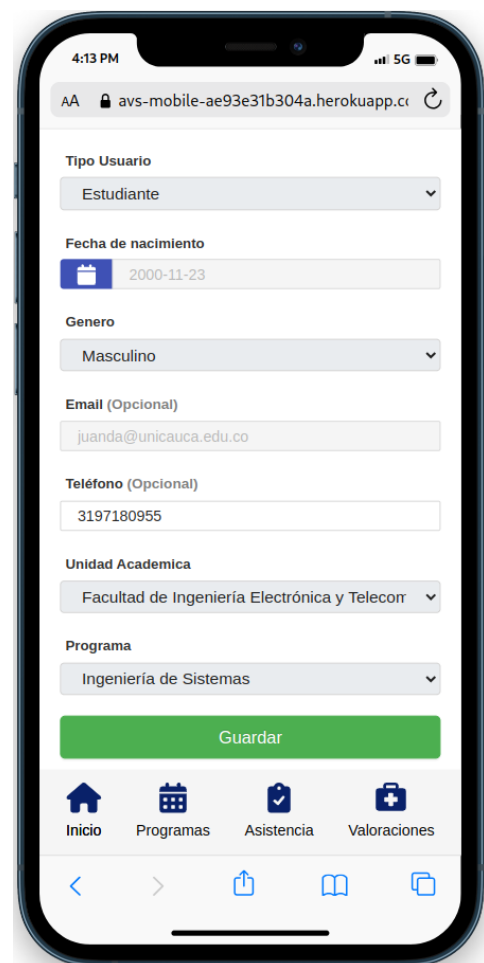 4:13 PM
5G
AA avs-mobile-ae93e31b304a.herokuapp.cc
Tipo Usuario
Estudiante
Fecha de nacimiento
2000-11-23
Genero
Masculino
Email (Opcional)
juanda@unicauca.edu.co
Teléfono (Opcional)
3197180955
Unidad Academica
Facultad de Ingeniería Electrónica y Telecom
Programa
Ingeniería de Sistemas
Guardar
Inicio Programas Asistencia Valoraciones